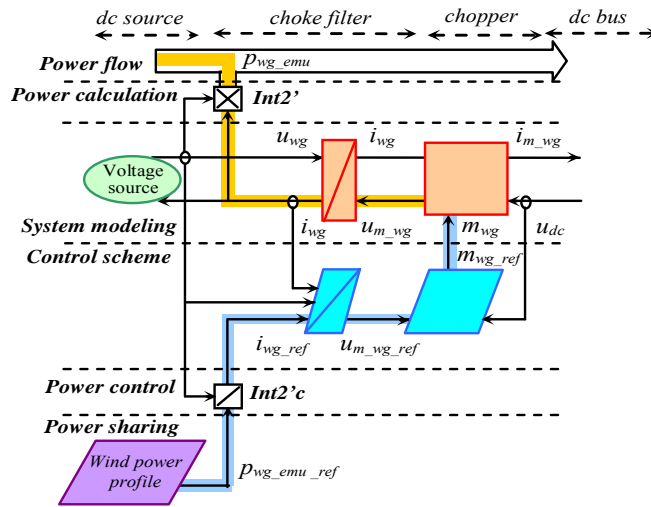 dc source choke filter chopper dc bus
Power flow p_wg_emu
Power calculation Int2’
u_wg i_wg i_m_wg
Voltage
source
System modeling i_wg u_m_wg m_wg u_dc
Control scheme m_wg_ref
i_wg_ref u_m_wg_ref
Power control Int2’c
Power sharing
Wind power
profile
p_wg_emu_ref